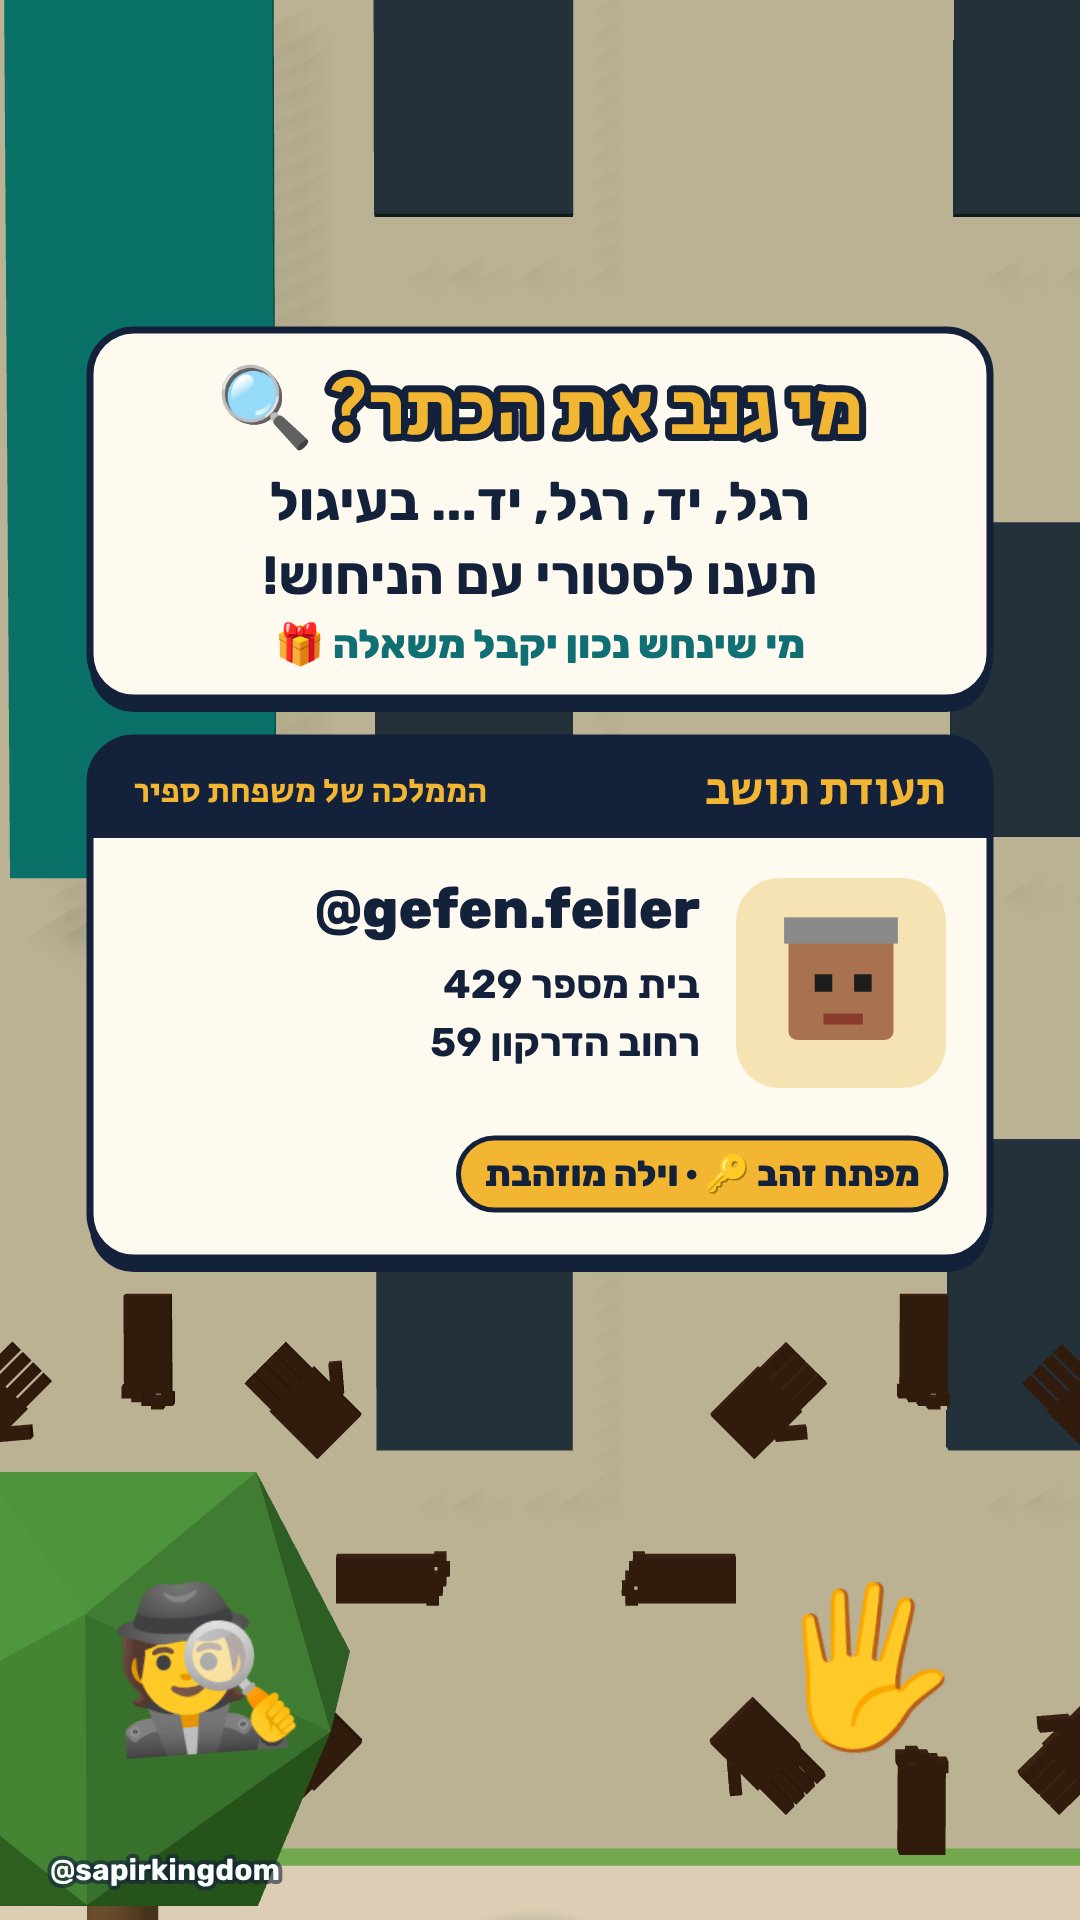 מי גנב את הכתר? 🔍
רגל, יד, רגל, יד... בעיגול
תענו לסטורי עם הניחוש!
מי שינחש נכון יקבל משאלה 🎁
תעודת תושב
הממלכה של משפחת ספיר
@gefen.feiler
בית מספר 429
רחוב הדרקון 59
מפתח זהב 🔑 • וילה מוזהבת
@sapirkingdom